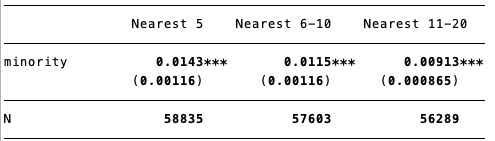 Nearest 5 Nearest 6-10 Nearest 11-20
minority 0.0143*** 0.0115*** 0.00913***
(0.00116) (0.00116) (0.000865)
N 58835 57603 56289